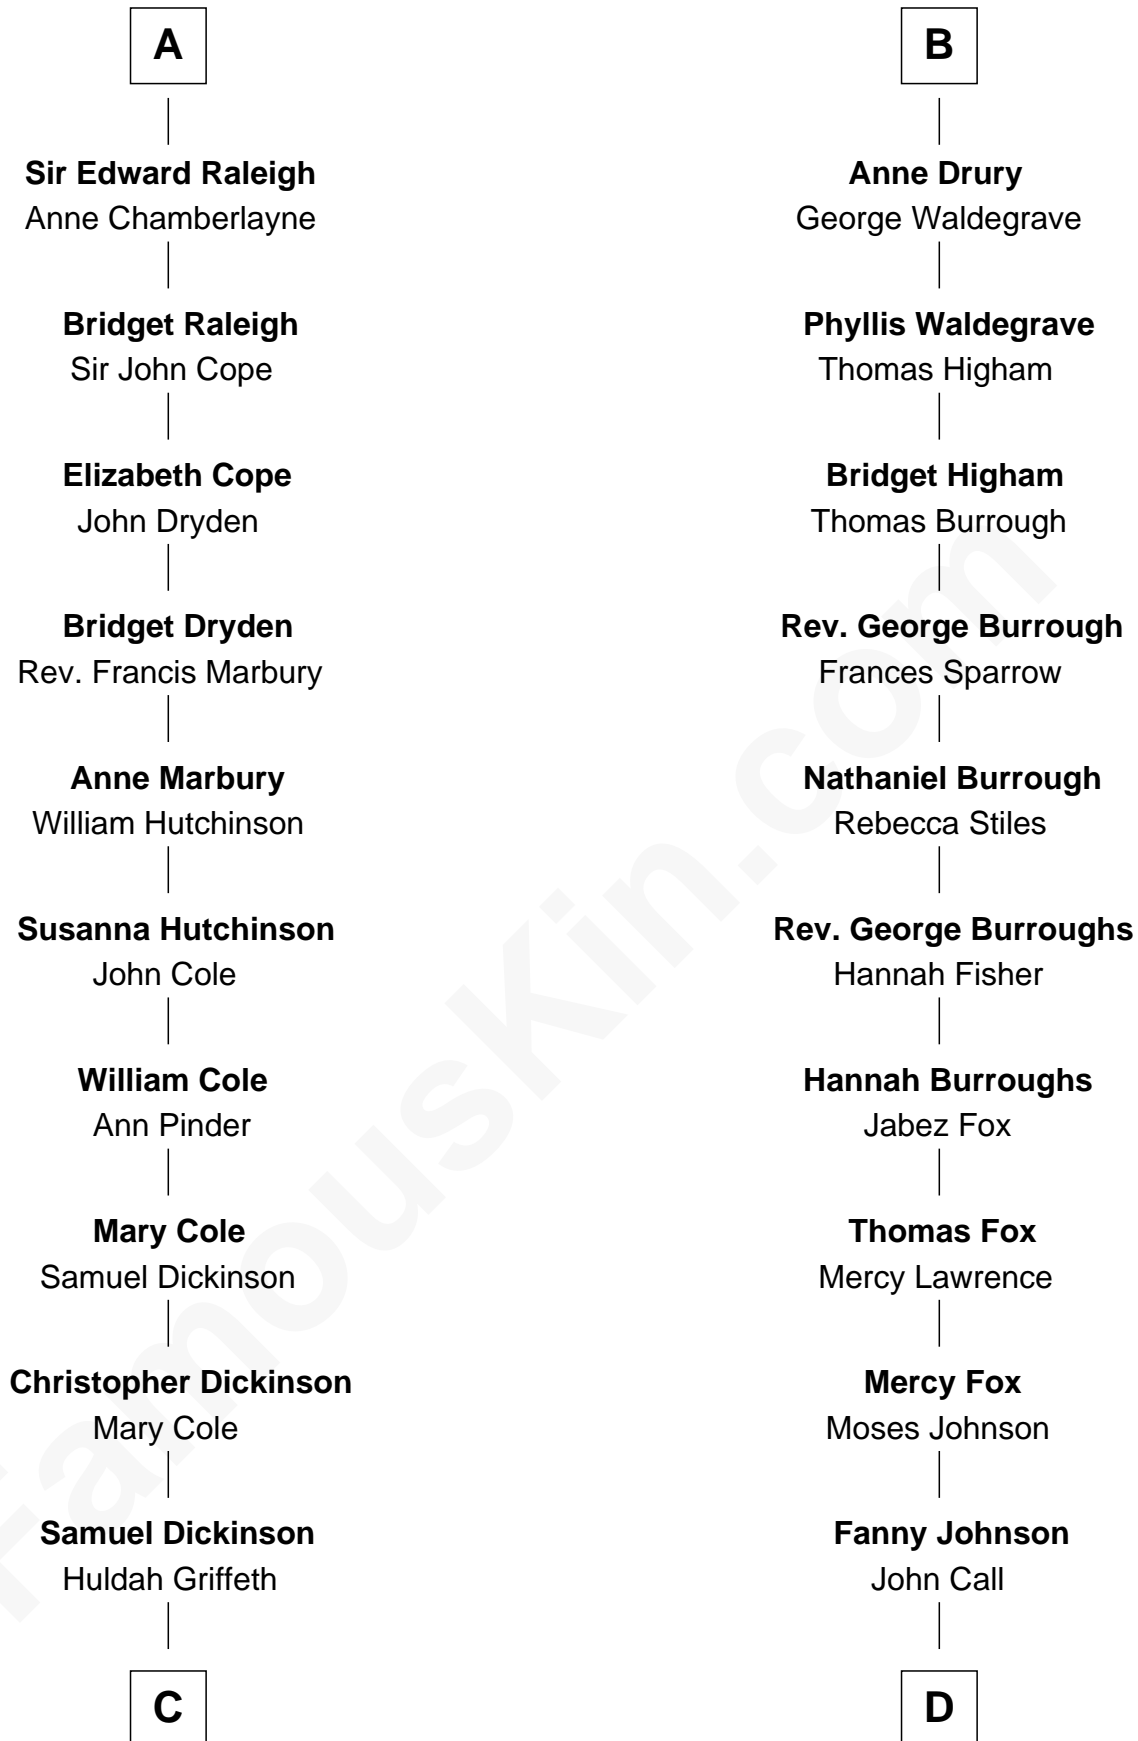 A
Sir Edward Raleigh
Anne Chamberlayne
Bridget Raleigh
Sir John Cope
Elizabeth Cope
John Dryden
Bridget Dryden
Rev. Francis Marbury
Anne Marbury
William Hutchinson
Susanna Hutchinson
John Cole
William Cole
Ann Pinder
Mary Cole
Samuel Dickinson
Christopher Dickinson
Mary Cole
Samuel Dickinson
Huldah Griffeth
C
B
Anne Drury
George Waldegrave
Phyllis Waldegrave
Thomas Higham
Bridget Higham
Thomas Burrough
Rev. George Burrough
Frances Sparrow
Nathaniel Burrough
Rebecca Stiles
Rev. George Burroughs
Hannah Fisher
Hannah Burroughs
Jabez Fox
Thomas Fox
Mercy Lawrence
Mercy Fox
Moses Johnson
Fanny Johnson
John Call
D
FamousKin.com